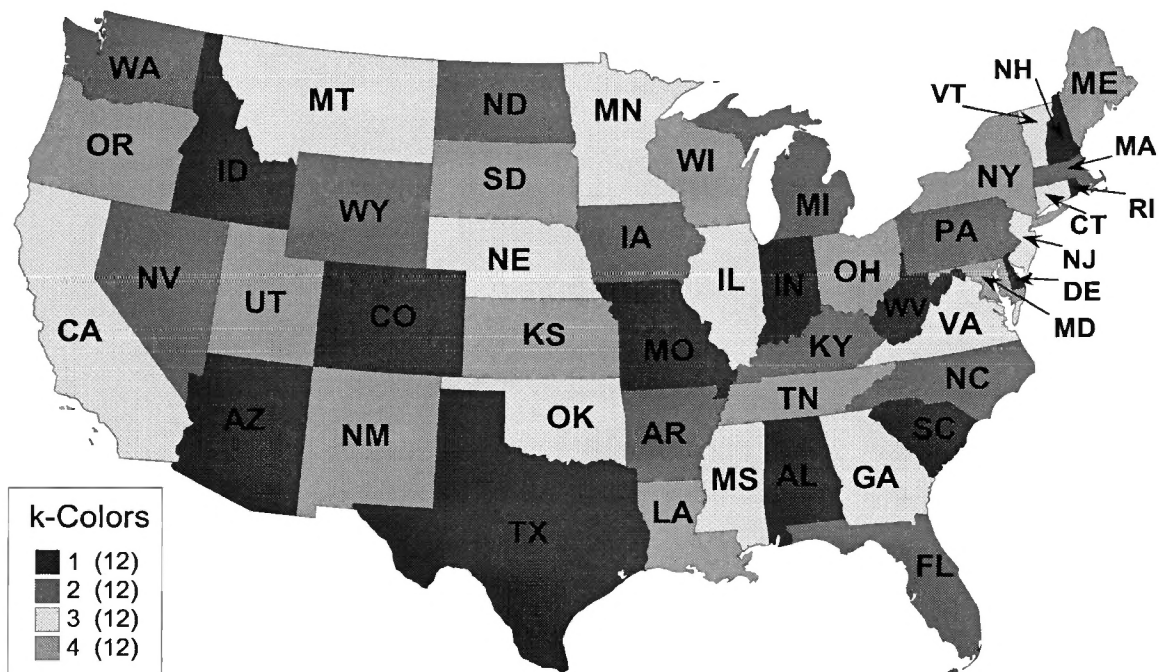 WA
MT
ND
MN
VT
NH
ME
OR
ID
SD
WI
MI
NY
MA
RI
WY
IA
PA
CT
NJ
NE
NV
UT
CO
IL
IN
OH
WV
DE
MD
CA
KS
MO
KY
VA
AZ
NM
OK
AR
TN
NC
SC
MS
AL
GA
TX
LA
FL
k-Colors
1 (12)
2 (12)
3 (12)
4 (12)